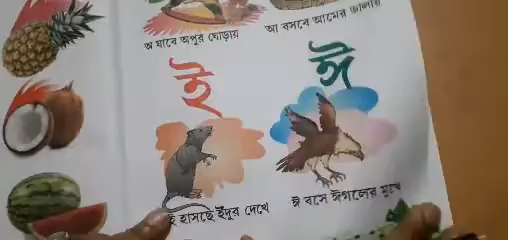 অ যাবে অপুর ঘোড়ায়
আ বসবে আমের জালায়
ই
ঈ
ই হাসছে ইঁদুর দেখে
ঈ বসে ঈগলের মুখে